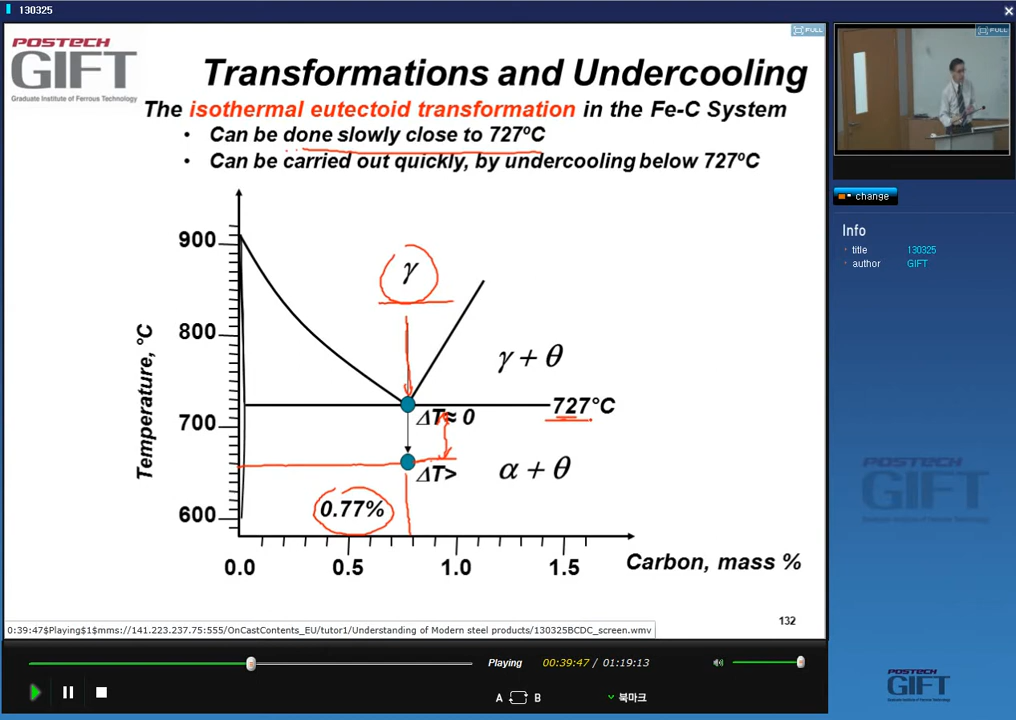 130325
POSTECH
GIFT
Graduate Institute of Ferrous Technology
FULL
Transformations and Undercooling
The isothermal eutectoid transformation in the Fe-C System
• Can be done slowly close to 727ºC
• Can be carried out quickly, by undercooling below 727ºC
900
800
700
600
Temperature, °C
γ
γ + θ
727°C
ΔT≈ 0
ΔT>
α + θ
0.77%
0.0 0.5 1.0 1.5
Carbon, mass %
132
0:39:47$Playing$1$mms://141.223.237.75:555/OnCastContents_EU/tutor1/Understanding of Modern steel products/130325BCDC_screen.wmv
FULL
change
Info
title 130325
author GIFT
POSTECH
GIFT
Playing 00:39:47 / 01:19:13
A B 북마크
POSTECH
GIFT